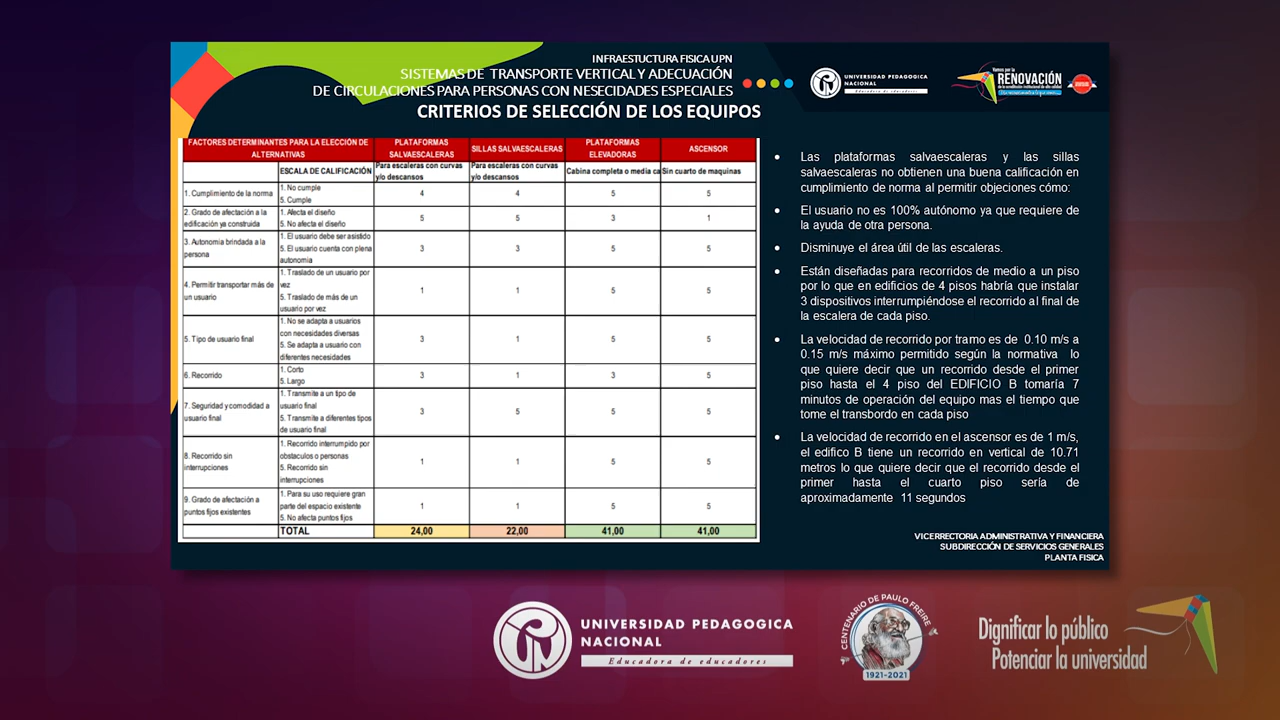 INFRAESTUCTURA FISICA UPN
SISTEMAS DE TRANSPORTE VERTICAL Y ADECUACIÓN
DE CIRCULACIONES PARA PERSONAS CON NESECIDADES ESPECIALES
CRITERIOS DE SELECCIÓN DE LOS EQUIPOS
UNIVERSIDAD PEDAGOGICA
NACIONAL
Educadora de educadores
Vamos por la
RENOVACIÓN
de la acreditación institucional de alta calidad
FACTORES DETERMINANTES PARA LA ELECCIÓN DE
ALTERNATIVAS
PLATAFORMAS
SALVAESCALERAS
SILLAS SALVAESCALERAS
PLATAFORMAS
ELEVADORAS
ASCENSOR
ESCALA DE CALIFICACIÓN
Para escaleras con curvas
y/o descansos
Para escaleras con curvas
y/o descansos
Cabina completa o media ca
Sin cuarto de maquinas
1. Cumplimiento de la norma
1. No cumple
5. Cumple
4
4
5
5
2. Grado de afectación a la
edificación ya construida
1. Afecta el diseño
5. No afecta el diseño
5
5
3
1
3. Autonomia brindada a la
persona
1. El usuario debe ser asistido
5. El usuario cuenta con plena
autonomia
3
3
5
5
4. Permitir transportar más de
un usuario
1. Traslado de un usuario por
vez
5. Traslado de más de un
usuario por vez
1
1
5
5
5. Tipo de usuario final
1. No se adapta a usuarios
con necesidades diversas
5. Se adapta a usuario con
diferentes necesidades
3
1
5
5
6. Recorrido
1. Corto
5. Largo
3
1
3
5
7. Seguridad y comodidad a
usuario final
1. Transmite a un tipo de
usuario final
5. Transmite a diferentes tipos
de usuario final
3
5
5
5
8. Recorrido sin
interrupciones
1. Recorrido interrumpido por
obstaculos o personas
5. Recorrido sin
interrupciones
1
1
5
5
9. Grado de afectación a
puntos fijos existentes
1. Para su uso requiere gran
parte del espacio existente
5. No afecta puntos fijos
1
1
5
5
TOTAL
24,00
22,00
41,00
41,00
• Las plataformas salvaescaleras y las sillas
salvaescaleras no obtienen una buena calificación en
cumplimiento de norma al permitir objeciones cómo:
• El usuario no es 100% autónomo ya que requiere de
la ayuda de otra persona.
• Disminuye el área útil de las escaleras.
• Están diseñadas para recorridos de medio a un piso
por lo que en edificios de 4 pisos habría que instalar
3 dispositivos interrumpiéndose el recorrido al final de
la escalera de cada piso.
• La velocidad de recorrido por tramo es de 0.10 m/s a
0.15 m/s máximo permitido según la normativa lo
que quiere decir que un recorrido desde el primer
piso hasta el 4 piso del EDIFICIO B tomaría 7
minutos de operación del equipo mas el tiempo que
tome el transbordo en cada piso
• La velocidad de recorrido en el ascensor es de 1 m/s,
el edifico B tiene un recorrido en vertical de 10.71
metros lo que quiere decir que el recorrido desde el
primer hasta el cuarto piso sería de
aproximadamente 11 segundos
VICERRECTORIA ADMINISTRATIVA Y FINANCIERA
SUBDIRECCIÓN DE SERVICIOS GENERALES
PLANTA FISICA
UNIVERSIDAD PEDAGOGICA
NACIONAL
Educadora de educadores
CENTENARIO DE PAULO FREIRE
1921-2021
Dignificar lo público
Potenciar la universidad